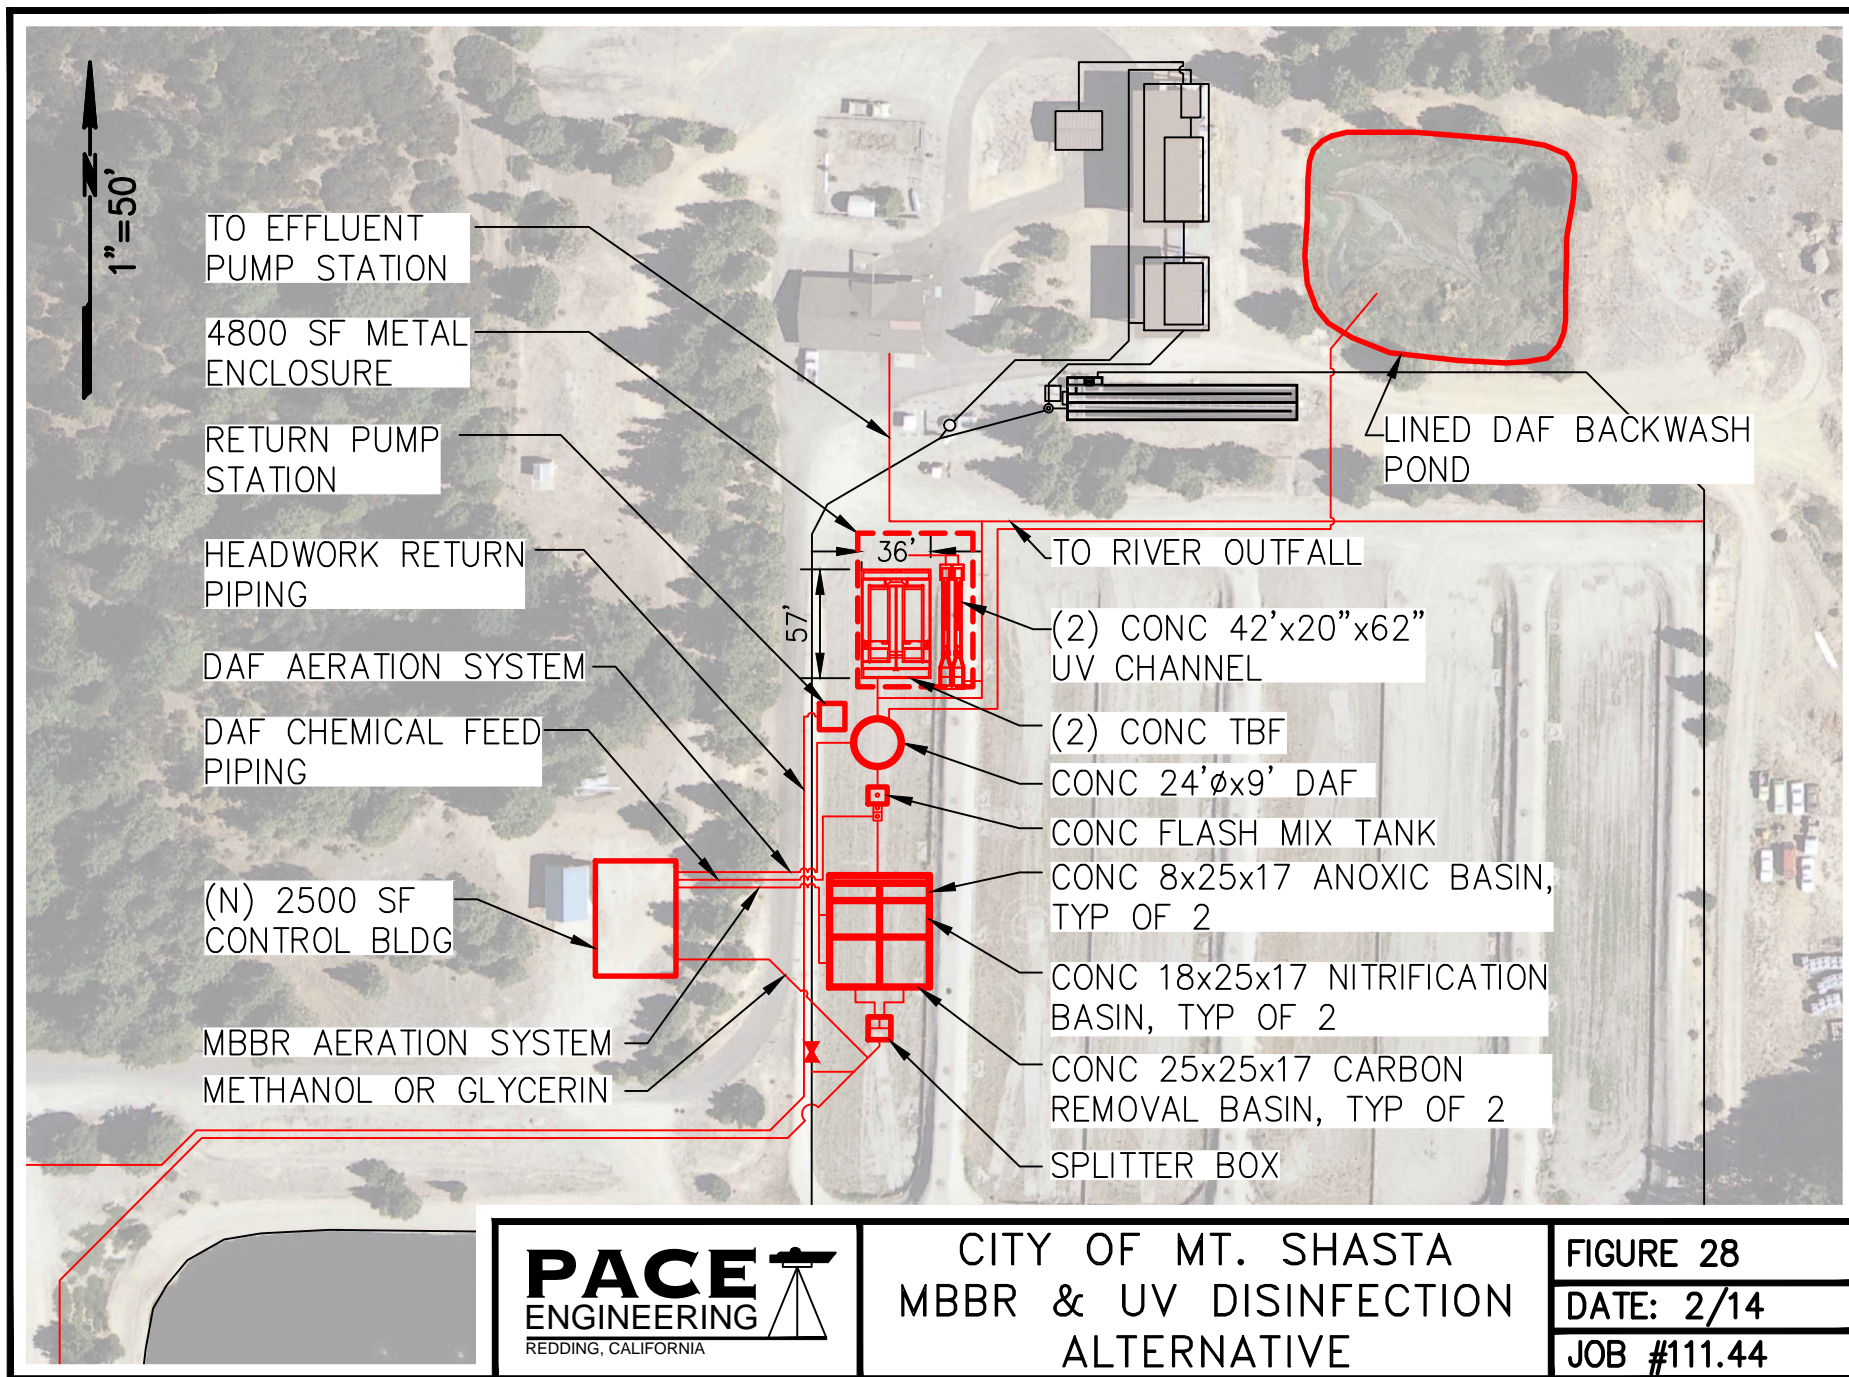 N
1"=50'
TO EFFLUENT
PUMP STATION
4800 SF METAL
ENCLOSURE
RETURN PUMP
STATION
HEADWORK RETURN
PIPING
DAF AERATION SYSTEM
DAF CHEMICAL FEED
PIPING
(N) 2500 SF
CONTROL BLDG
MBBR AERATION SYSTEM
METHANOL OR GLYCERIN
36'
57'
LINED DAF BACKWASH
POND
TO RIVER OUTFALL
(2) CONC 42'x20"x62"
UV CHANNEL
(2) CONC TBF
CONC 24'øx9' DAF
CONC FLASH MIX TANK
CONC 8x25x17 ANOXIC BASIN,
TYP OF 2
CONC 18x25x17 NITRIFICATION
BASIN, TYP OF 2
CONC 25x25x17 CARBON
REMOVAL BASIN, TYP OF 2
SPLITTER BOX
PACE
ENGINEERING
REDDING, CALIFORNIA
CITY OF MT. SHASTA
MBBR & UV DISINFECTION
ALTERNATIVE
FIGURE 28
DATE: 2/14
JOB #111.44